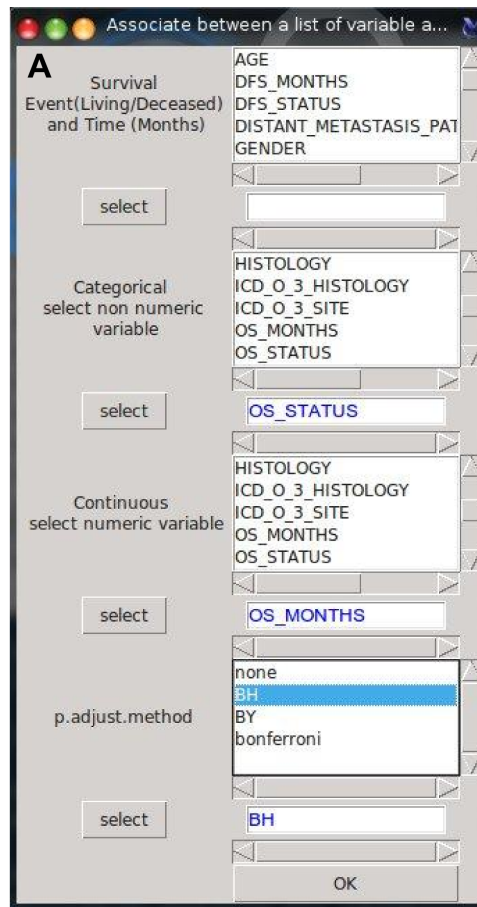 Associate between a list of variable a...
A
Survival
Event(Living/Deceased)
and Time (Months)
AGE
DFS_MONTHS
DFS_STATUS
DISTANT_METASTASIS_PAT
GENDER
select
Categorical
select non numeric
variable
HISTOLOGY
ICD_O_3_HISTOLOGY
ICD_O_3_SITE
OS_MONTHS
OS_STATUS
select
OS_STATUS
Continuous
select numeric variable
HISTOLOGY
ICD_O_3_HISTOLOGY
ICD_O_3_SITE
OS_MONTHS
OS_STATUS
select
OS_MONTHS
p.adjust.method
none
BH
BY
bonferroni
select
BH
OK